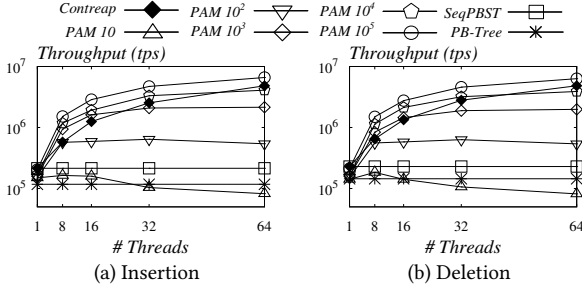 Contreap PAM 10² PAM 10⁴ SeqPBST
PAM 10 PAM 10³ PAM 10⁵ PB-Tree
Throughput (tps) Throughput (tps)
10⁷ 10⁷
10⁶ 10⁶
10⁵ 10⁵
1 8 16 32 64 1 8 16 32 64
# Threads # Threads
(a) Insertion (b) Deletion